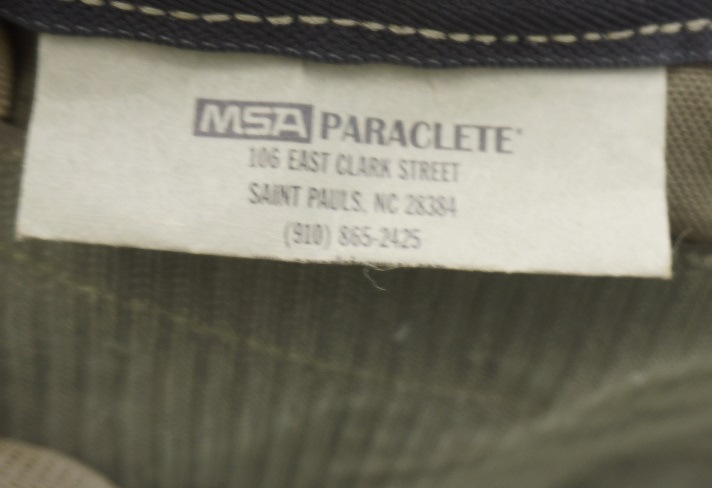 MSA PARACLETE®
106 EAST CLARK STREET
SAINT PAULS, NC 28384
(910) 865-2425